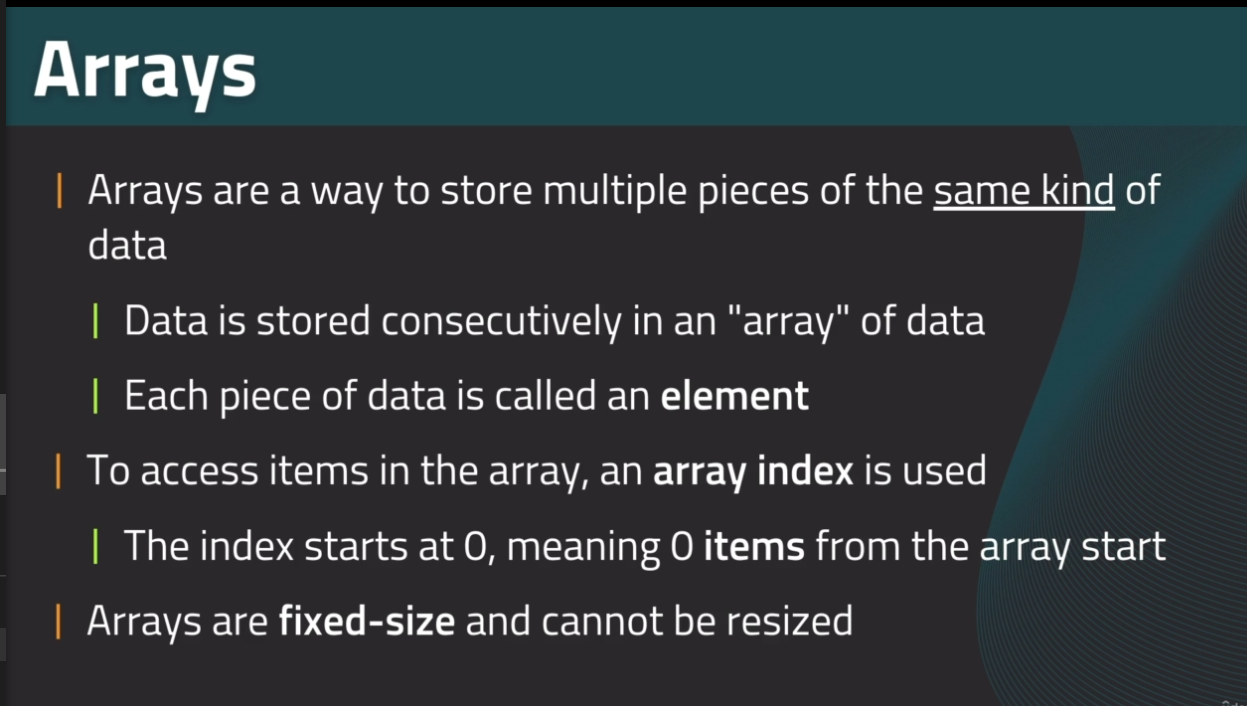 Arrays
Arrays are a way to store multiple pieces of the same kind of
data
Data is stored consecutively in an "array" of data
Each piece of data is called an element
To access items in the array, an array index is used
The index starts at 0, meaning 0 items from the array start
Arrays are fixed-size and cannot be resized